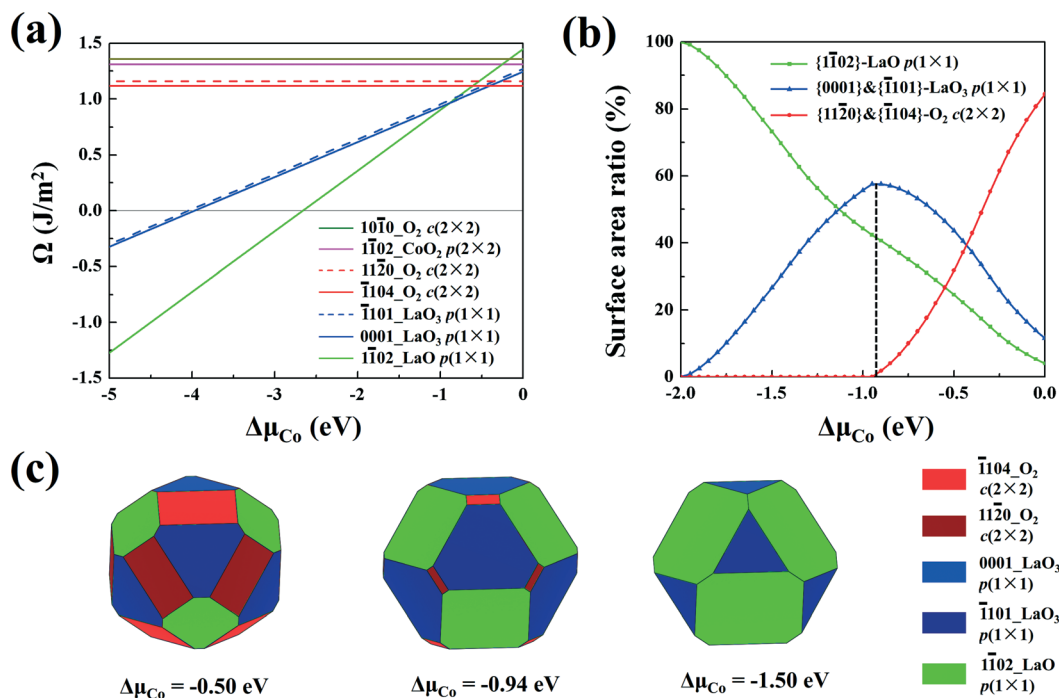 (a)
1.5
1.0
0.5
0.0
-0.5
-1.0
-1.5
Ω (J/m²)
101̅0_O₂ c(2×2)
11̅02_CoO₂ p(2×2)
112̅0_O₂ c(2×2)
1̅104_O₂ c(2×2)
1̅101_LaO₃ p(1×1)
0001_LaO₃ p(1×1)
11̅02_LaO p(1×1)
-5 -4 -3 -2 -1 0
Δμ_Co (eV)
(b)
100
80
60
40
20
0
Surface area ratio (%)
{11̅02}-LaO p(1×1)
{0001}&{1̅101}-LaO₃ p(1×1)
{112̅0}&{1̅104}-O₂ c(2×2)
-2.0 -1.5 -1.0 -0.5 0.0
Δμ_Co (eV)
(c)
Δμ_Co = -0.50 eV
Δμ_Co = -0.94 eV
Δμ_Co = -1.50 eV
1̅104_O₂
c(2×2)
112̅0_O₂
c(2×2)
0001_LaO₃
p(1×1)
1̅101_LaO₃
p(1×1)
11̅02_LaO
p(1×1)